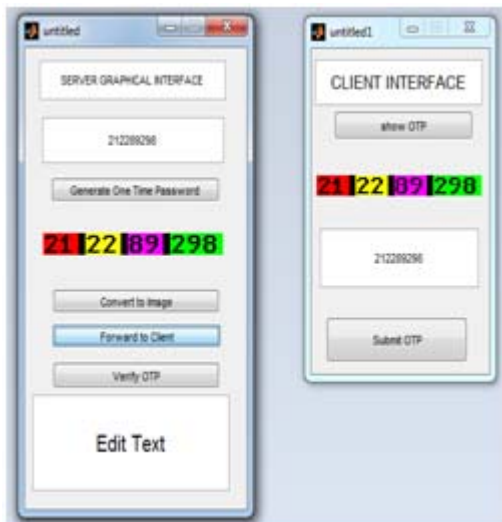 untitled
SERVER GRAPHICAL INTERFACE
212289298
Generate One Time Password
21 22 89 298
Convert to Image
Forward to Client
Verify OTP
Edit Text
untitled1
CLIENT INTERFACE
show OTP
21 22 89 298
212289298
Submit OTP